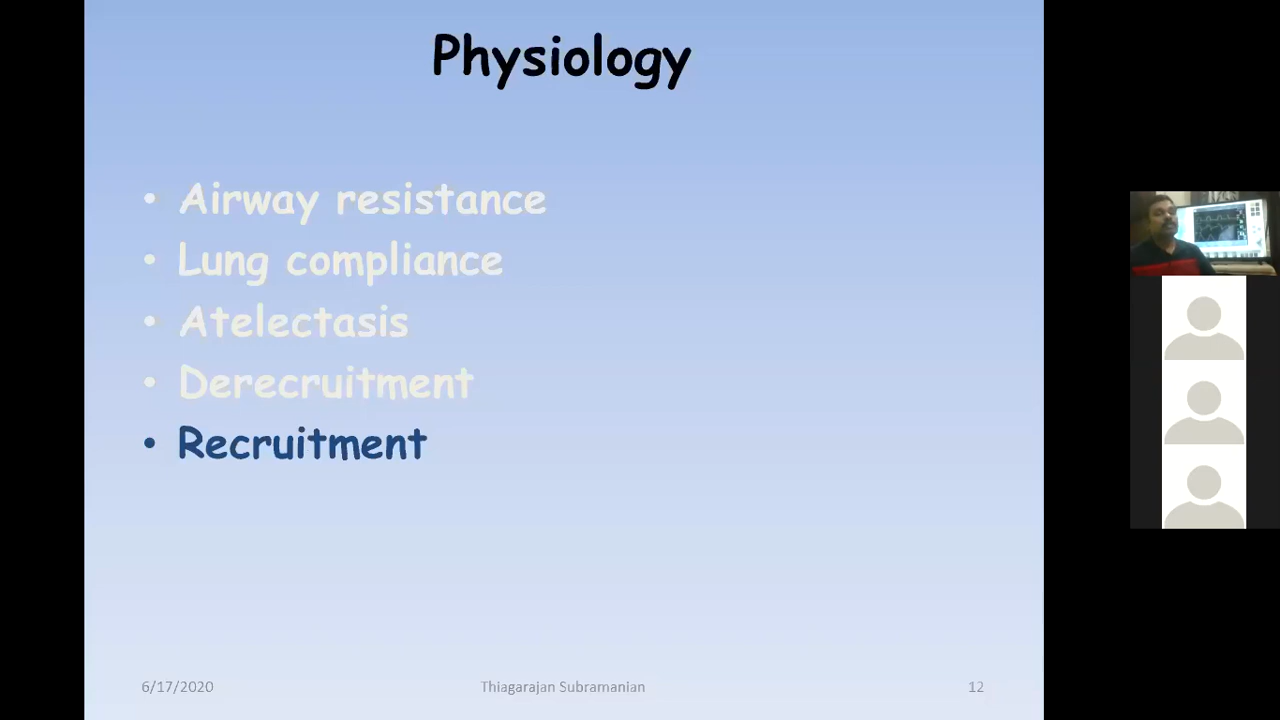 Physiology
• Airway resistance
• Lung compliance
• Atelectasis
• Derecruitment
• Recruitment
6/17/2020
Thiagarajan Subramanian
12